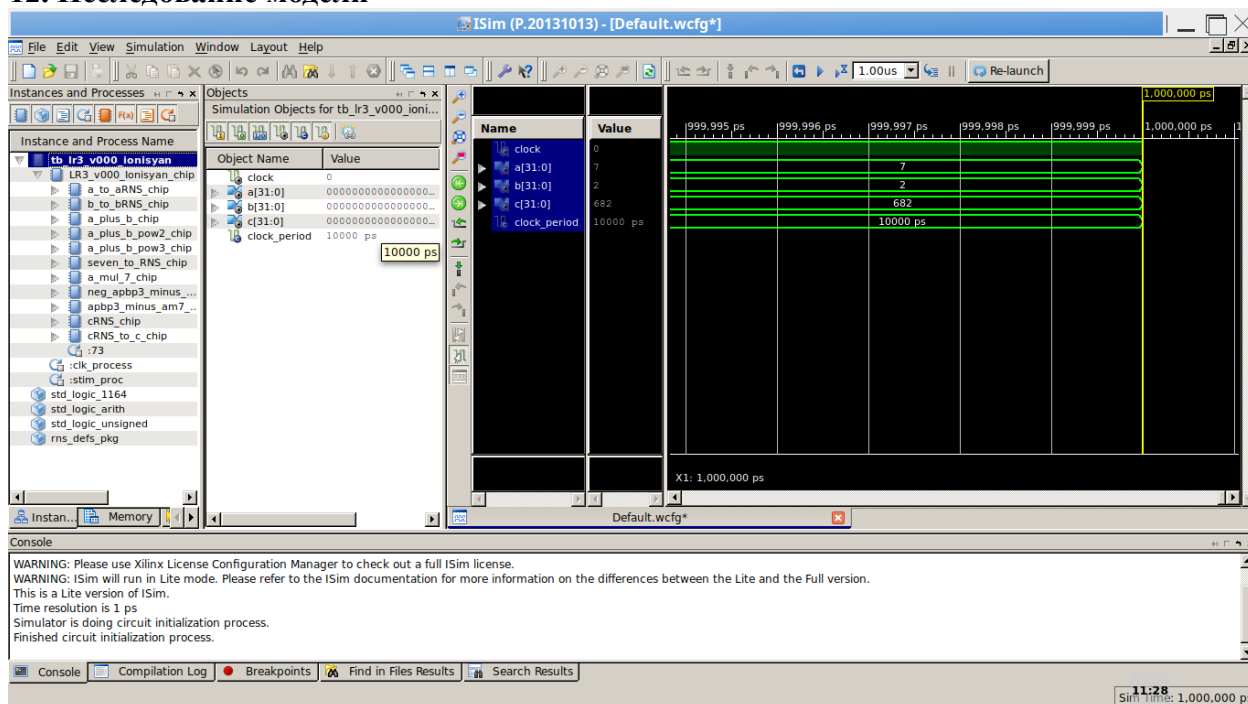 12. Исследование модели
ISim (P.20131013) - [Default.wcfg*]
File Edit View Simulation Window Layout Help
1.00us
Re-launch
Instances and Processes
Instance and Process Name
tb_lr3_v000_ionisyan
LR3_v000_Ionisyan_chip
a_to_aRNS_chip
b_to_bRNS_chip
a_plus_b_chip
a_plus_b_pow2_chip
a_plus_b_pow3_chip
seven_to_RNS_chip
a_mul_7_chip
neg_apbp3_minus_...
apbp3_minus_am7_..
cRNS_chip
cRNS_to_c_chip
:73
:clk_process
:stim_proc
std_logic_1164
std_logic_arith
std_logic_unsigned
rns_defs_pkg
Instan... Memory
Objects
Simulation Objects for tb_lr3_v000_ioni...
Object Name Value
clock 0
a[31:0] 0000000000000000...
b[31:0] 0000000000000000...
c[31:0] 0000000000000000...
clock_period 10000 ps
10000 ps
Name Value
clock 0
a[31:0] 7
b[31:0] 2
c[31:0] 682
clock_period 10000 ps
1,000,000 ps
999,995 ps 999,996 ps 999,997 ps 999,998 ps 999,999 ps 1,000,000 ps
7
2
682
10000 ps
X1: 1,000,000 ps
Default.wcfg*
Console
WARNING: Please use Xilinx License Configuration Manager to check out a full ISim license.
WARNING: ISim will run in Lite mode. Please refer to the ISim documentation for more information on the differences between the Lite and the Full version.
This is a Lite version of ISim.
Time resolution is 1 ps
Simulator is doing circuit initialization process.
Finished circuit initialization process.
Console Compilation Log Breakpoints Find in Files Results Search Results
11:28
Sim Time: 1,000,000 p